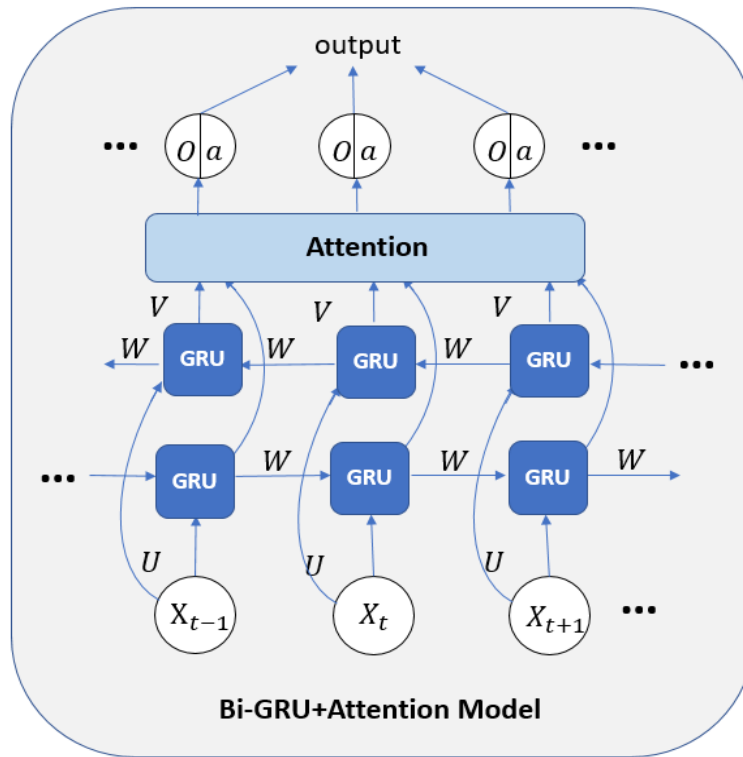 output
... O a O a O a ...
Attention
V V V
W GRU W GRU W GRU ...
... GRU W GRU W GRU W
U U U
X_{t−1} X_t X_{t+1} ...
Bi-GRU+Attention Model